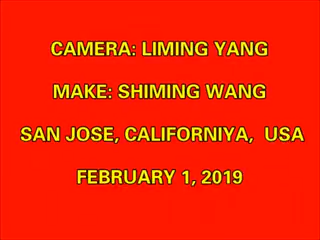 CAMERA: LIMING YANG
MAKE: SHIMING WANG
SAN JOSE, CALIFORNIYA,  USA
FEBRUARY 1, 2019